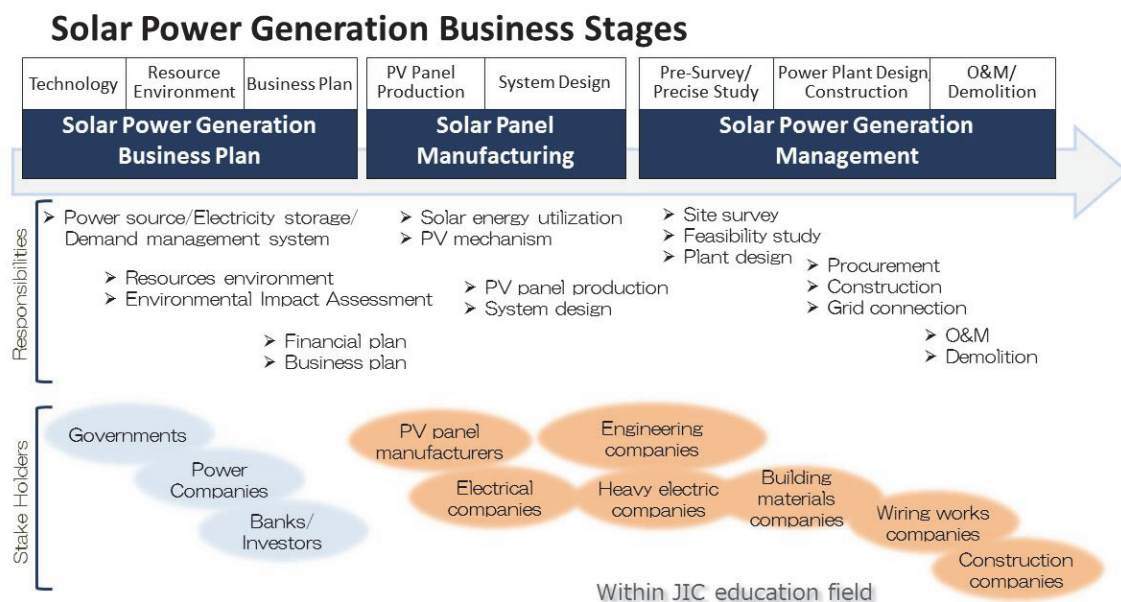 Solar Power Generation Business Stages
Technology
Resource
Environment
Business Plan
PV Panel
Production
System Design
Pre-Survey/
Precise Study
Power Plant Design,
Construction
O&M/
Demolition
Solar Power Generation
Business Plan
Solar Panel
Manufacturing
Solar Power Generation
Management
Responsibilities
➤ Power source/Electricity storage/
Demand management system
➤ Resources environment
➤ Environmental Impact Assessment
➤ Financial plan
➤ Business plan
➤ Solar energy utilization
➤ PV mechanism
➤ PV panel production
➤ System design
➤ Site survey
➤ Feasibility study
➤ Plant design
➤ Procurement
➤ Construction
➤ Grid connection
➤ O&M
➤ Demolition
Stake Holders
Governments
Power
Companies
Banks/
Investors
PV panel
manufacturers
Electrical
companies
Engineering
companies
Heavy electric
companies
Building
materials
companies
Wiring works
companies
Construction
companies
Within JIC education field